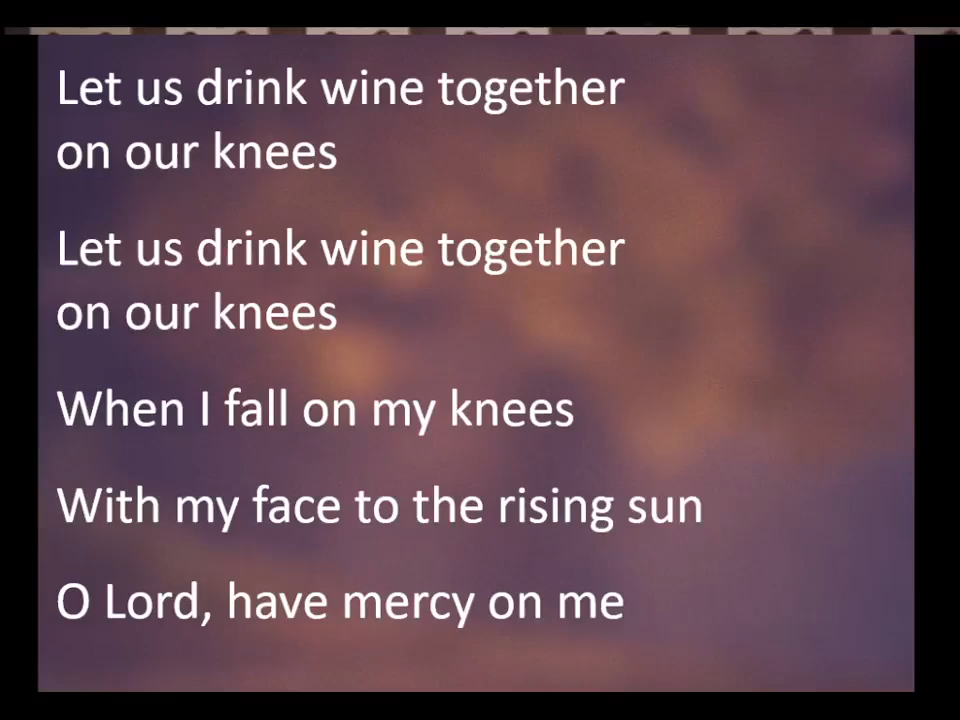 Let us drink wine together
on our knees
Let us drink wine together
on our knees
When I fall on my knees
With my face to the rising sun
O Lord, have mercy on me